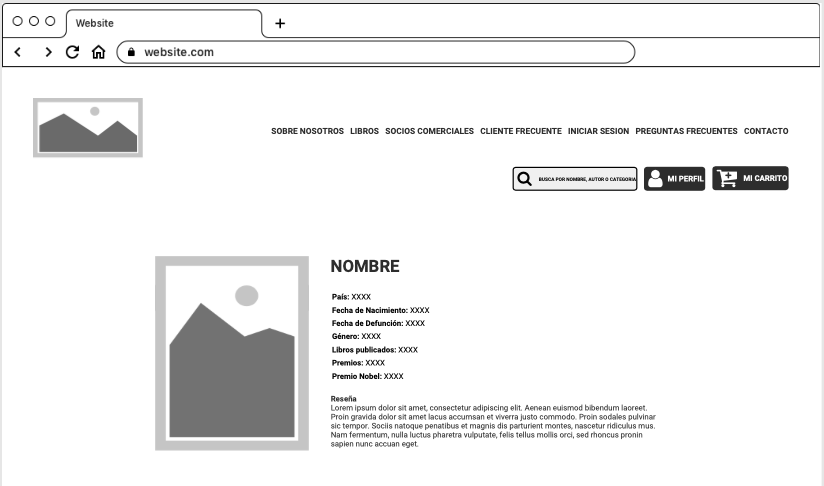 Website
website.com
SOBRE NOSOTROS LIBROS SOCIOS COMERCIALES CLIENTE FRECUENTE INICIAR SESION PREGUNTAS FRECUENTES CONTACTO
BUSCA POR NOMBRE, AUTOR O CATEGORIA MI PERFIL MI CARRITO
NOMBRE
País: XXXX
Fecha de Nacimiento: XXXX
Fecha de Defunción: XXXX
Género: XXXX
Libros publicados: XXXX
Premios: XXXX
Premio Nobel: XXXX
Reseña
Lorem ipsum dolor sit amet, consectetur adipiscing elit. Aenean euismod bibendum laoreet.
Proin gravida dolor sit amet lacus accumsan et viverra justo commodo. Proin sodales pulvinar
sic tempor. Sociis natoque penatibus et magnis dis parturient montes, nascetur ridiculus mus.
Nam fermentum, nulla luctus pharetra vulputate, felis tellus mollis orci, sed rhoncus pronin
sapien nunc accuan eget.